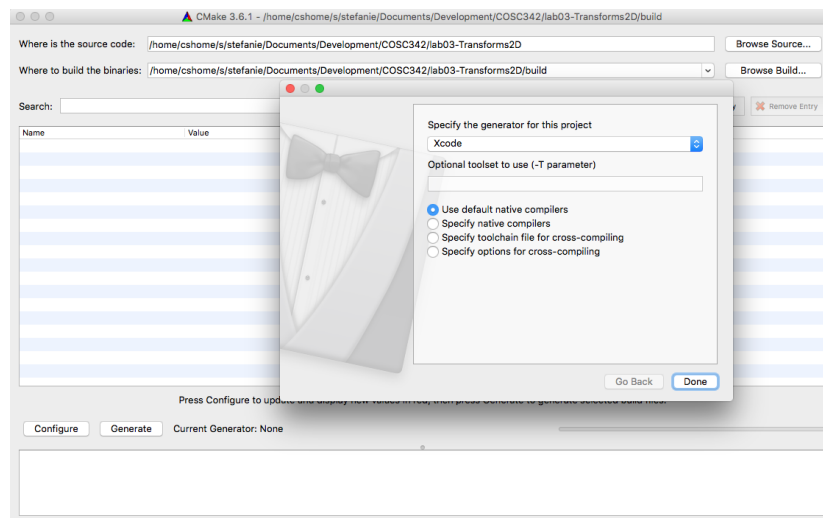 CMake 3.6.1 - /home/cshome/s/stefanie/Documents/Development/COSC342/lab03-Transforms2D/build
Where is the source code: /home/cshome/s/stefanie/Documents/Development/COSC342/lab03-Transforms2D Browse Source...
Where to build the binaries: /home/cshome/s/stefanie/Documents/Development/COSC342/lab03-Transforms2D/build Browse Build...
Search: Remove Entry
Name Value
Specify the generator for this project
Xcode
Optional toolset to use (-T parameter)
Use default native compilers
Specify native compilers
Specify toolchain file for cross-compiling
Specify options for cross-compiling
Go Back Done
Press Configure to update and display new values in red, then press Generate to generate selected build files.
Configure Generate Current Generator: None